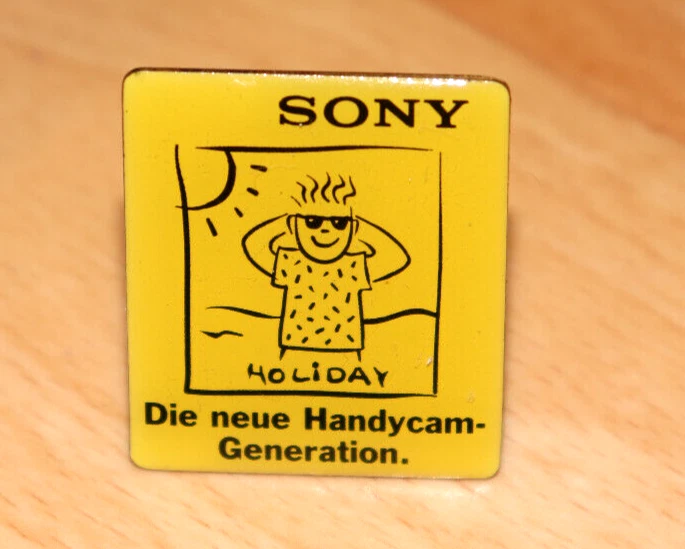 SONY
HOLiDAY
Die neue Handycam-
Generation.